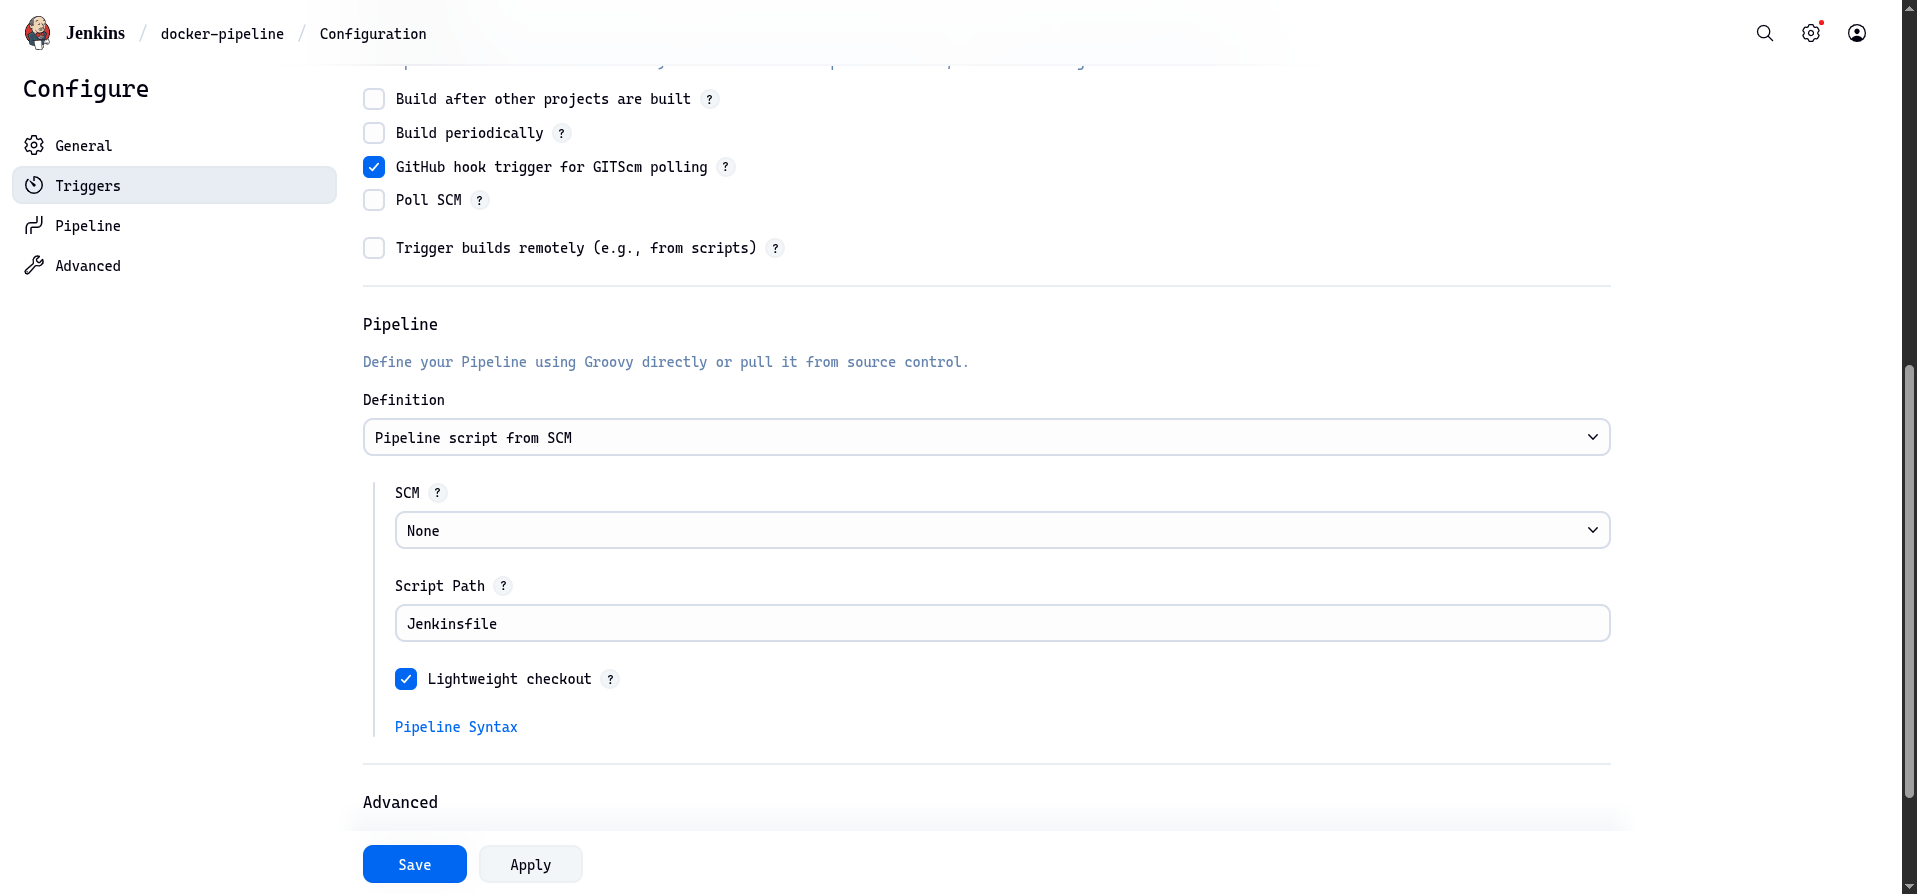 Jenkins / docker-pipeline / Configuration
Configure
General
Triggers
Pipeline
Advanced
Build after other projects are built ?
Build periodically ?
GitHub hook trigger for GITScm polling ?
Poll SCM ?
Trigger builds remotely (e.g., from scripts) ?
Pipeline
Define your Pipeline using Groovy directly or pull it from source control.
Definition
Pipeline script from SCM
SCM ?
None
Script Path ?
Jenkinsfile
Lightweight checkout ?
Pipeline Syntax
Advanced
Save
Apply